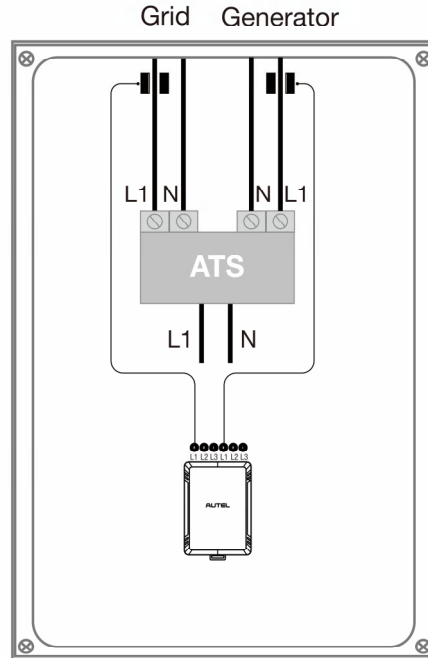 Grid Generator
L1 N N L1
ATS
L1 N
L1 L2 L3 L1 L2 L3
AUTEL